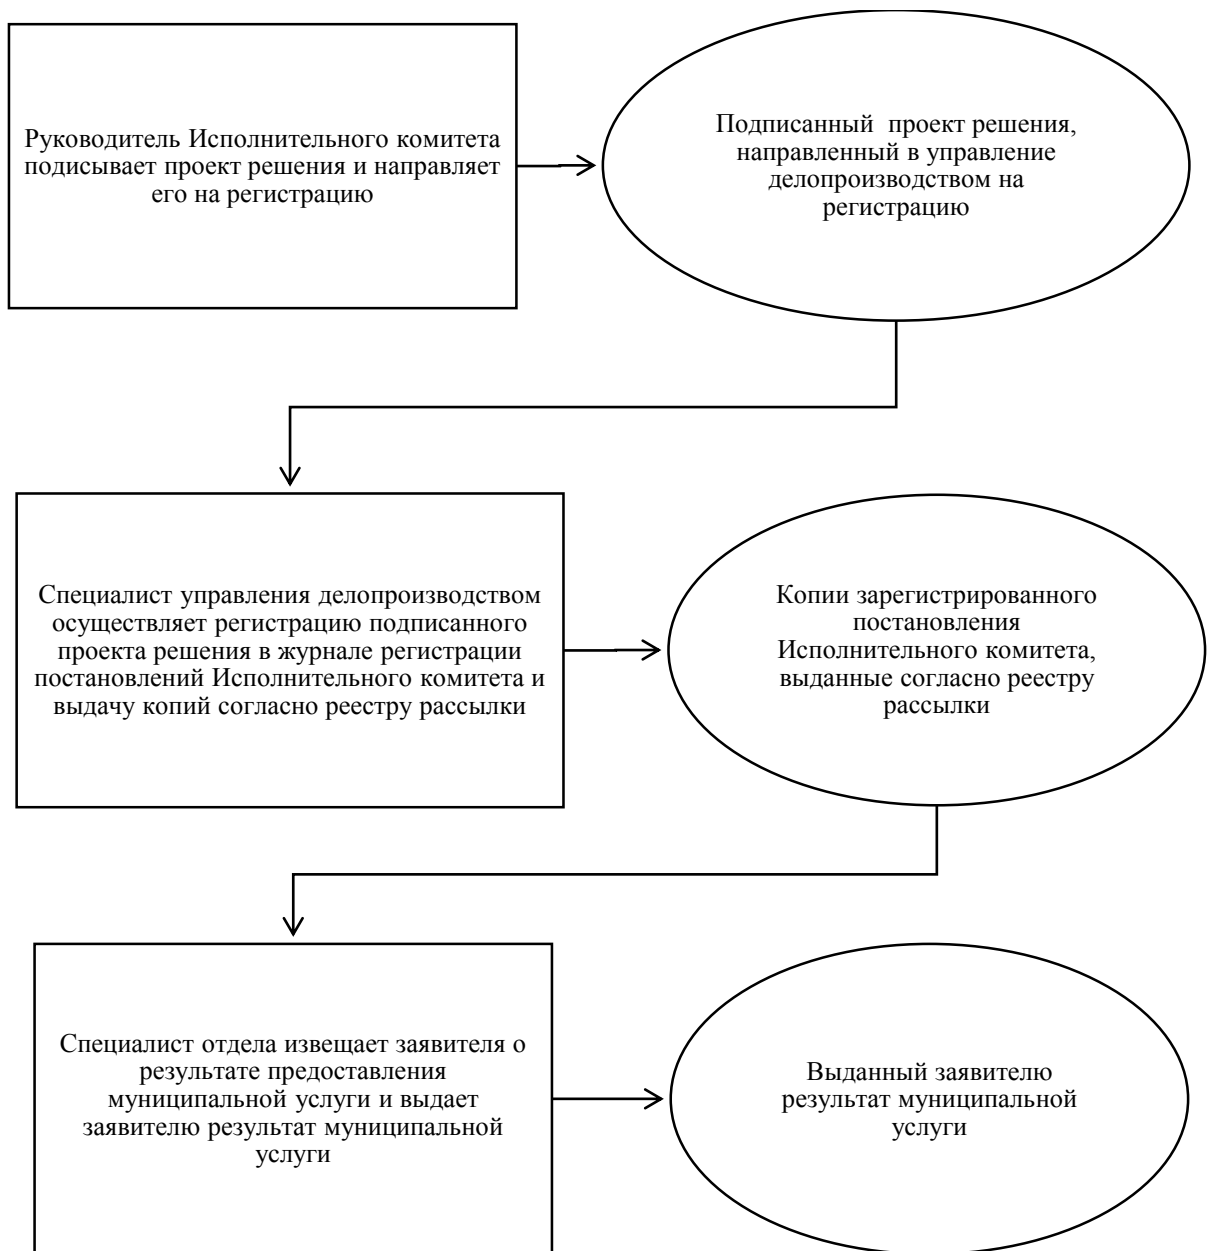 Руководитель Исполнительного комитета
подисывает проект решения и направляет
его на регистрацию
Подписанный  проект решения,
направленный в управление
делопроизводством на
регистрацию
Специалист управления делопроизводством
осуществляет регистрацию подписанного
проекта решения в журнале регистрации
постановлений Исполнительного комитета и
выдачу копий согласно реестру рассылки
Копии зарегистрированного
постановления
Исполнительного комитета,
выданные согласно реестру
рассылки
Специалист отдела извещает заявителя о
результате предоставления
муниципальной услуги и выдает
заявителю результат муниципальной
услуги
Выданный заявителю
результат муниципальной
услуги